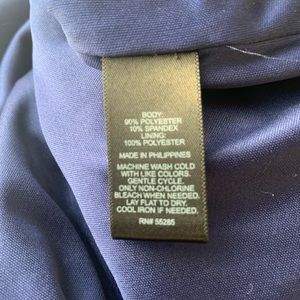 BODY:
90% POLYESTER
10% SPANDEX
LINING:
100% POLYESTER
MADE IN PHILIPPINES
MACHINE WASH COLD
WITH LIKE COLORS.
GENTLE CYCLE.
ONLY NON-CHLORINE
BLEACH WHEN NEEDED.
LAY FLAT TO DRY.
COOL IRON IF NEEDED.
RN# 55285